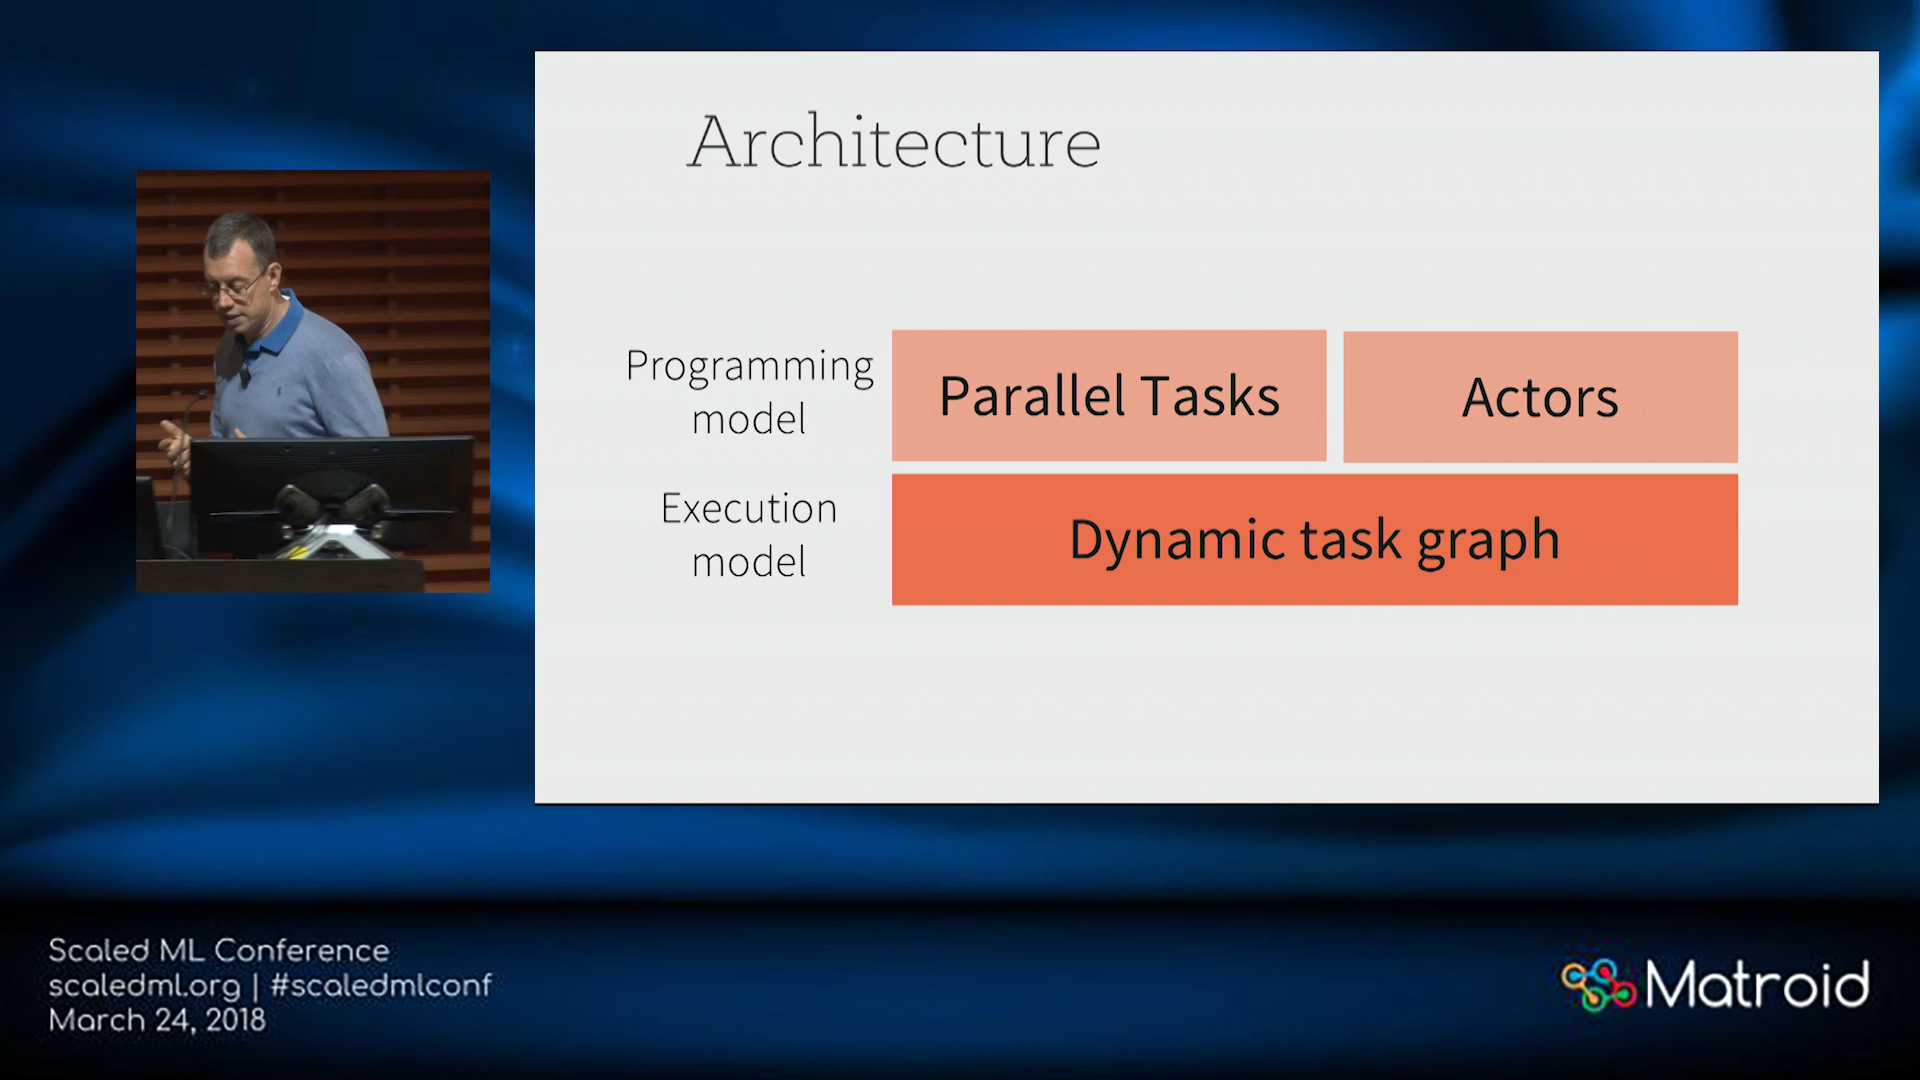 Architecture
Programming
model
Parallel Tasks
Actors
Execution
model
Dynamic task graph
Scaled ML Conference
scaledml.org | #scaledmlconf
March 24, 2018
Matroid